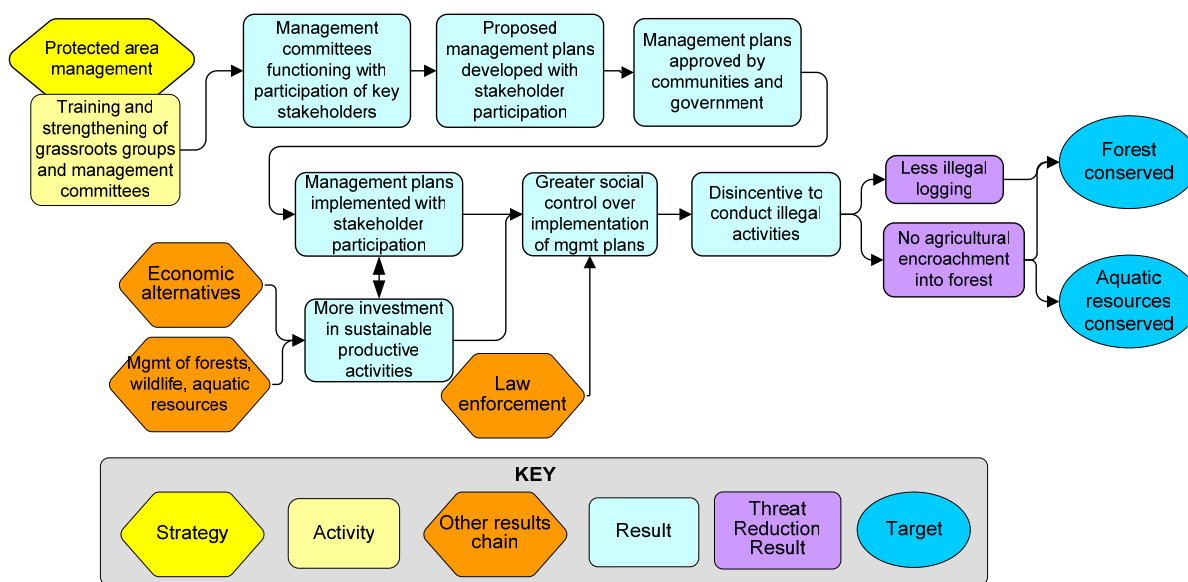 Protected area
management
Training and
strengthening of
grassroots groups
and management
committees
Management
committees
functioning with
participation of key
stakeholders
Proposed
management plans
developed with
stakeholder
participation
Management plans
approved by
communities and
government
Management plans
implemented with
stakeholder
participation
Greater social
control over
implementation
of mgmt plans
Disincentive to
conduct illegal
activities
Less illegal
logging
No agricultural
encroachment
into forest
Forest
conserved
Aquatic
resources
conserved
Economic
alternatives
Mgmt of forests,
wildlife, aquatic
resources
More investment
in sustainable
productive
activities
Law
enforcement
KEY
Strategy
Activity
Other results
chain
Result
Threat
Reduction
Result
Target